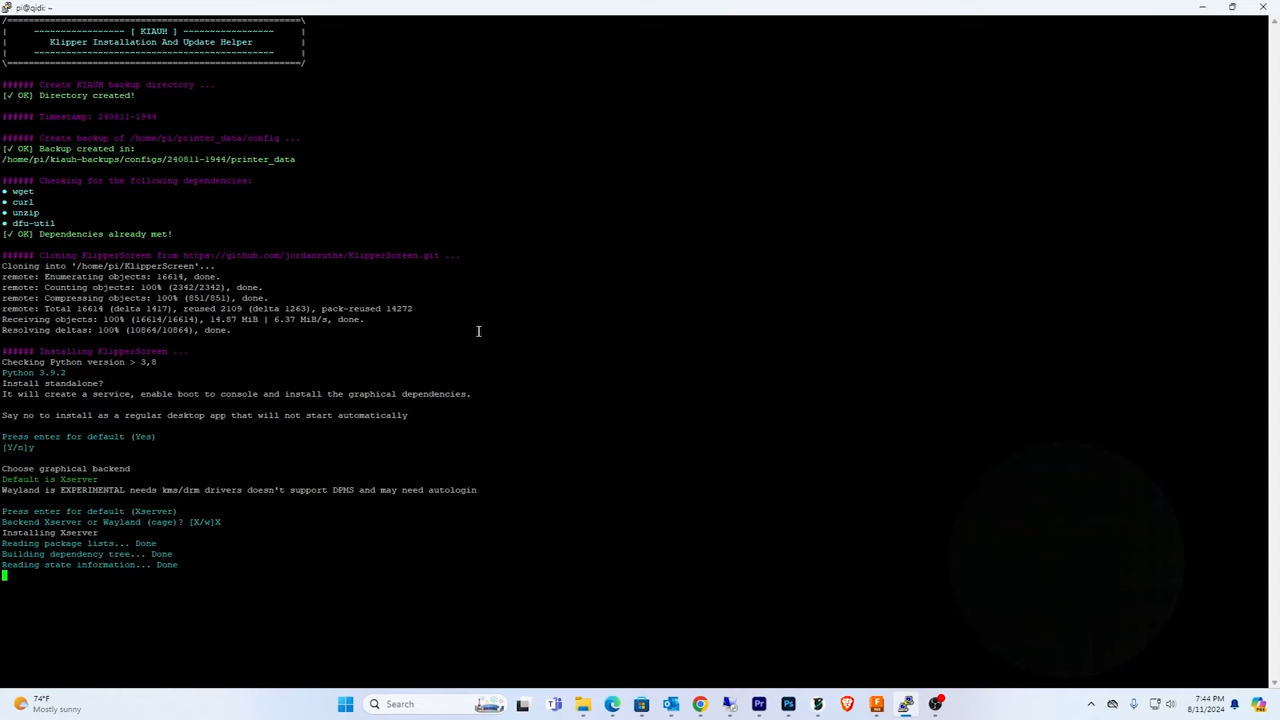 pi@qidi: ~
/=======================================================\
| ~~~~~~~~~~~~~~~~~ [ KIAUH ] ~~~~~~~~~~~~~~~~~ |
| Klipper Installation And Update Helper |
| ~~~~~~~~~~~~~~~~~~~~~~~~~~~~~~~~~~~~~~~~~~~~~ |
\=======================================================/
###### Create KIAUH backup directory ...
[✓ OK] Directory created!
###### Timestamp: 240811-1944
###### Create backup of /home/pi/printer_data/config ...
[✓ OK] Backup created in:
/home/pi/kiauh-backups/configs/240811-1944/printer_data
###### Checking for the following dependencies:
● wget
● curl
● unzip
● dfu-util
[✓ OK] Dependencies already met!
###### Cloning KlipperScreen from https://github.com/jordanruthe/KlipperScreen.git ...
Cloning into '/home/pi/KlipperScreen'...
remote: Enumerating objects: 16614, done.
remote: Counting objects: 100% (2342/2342), done.
remote: Compressing objects: 100% (851/851), done.
remote: Total 16614 (delta 1417), reused 2109 (delta 1263), pack-reused 14272
Receiving objects: 100% (16614/16614), 14.87 MiB | 6.37 MiB/s, done.
Resolving deltas: 100% (10864/10864), done.
###### Installing KlipperScreen ...
Checking Python version > 3,8
Python 3.9.2
Install standalone?
It will create a service, enable boot to console and install the graphical dependencies.
Say no to install as a regular desktop app that will not start automatically
Press enter for default (Yes)
[Y/n]y
Choose graphical backend
Default is Xserver
Wayland is EXPERIMENTAL needs kms/drm drivers doesn't support DPMS and may need autologin
Press enter for default (Xserver)
Backend Xserver or Wayland (cage)? [X/w]X
Installing Xserver
Reading package lists... Done
Building dependency tree... Done
Reading state information... Done
74°F
Mostly sunny
Search
7:44 PM
8/11/2024